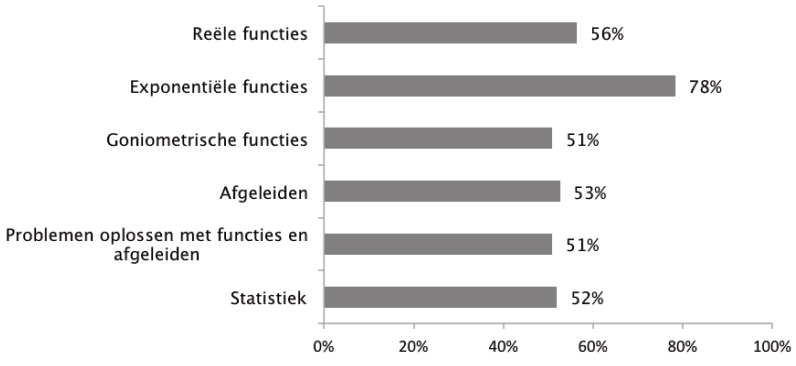 Reële functies
56%
Exponentiële functies
78%
Goniometrische functies
51%
Afgeleiden
53%
Problemen oplossen met functies en
afgeleiden
51%
Statistiek
52%
0%
20%
40%
60%
80%
100%